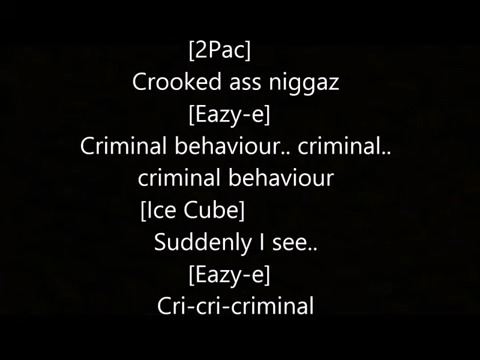 [2Pac]
Crooked ass niggaz
[Eazy-e]
Criminal behaviour.. criminal..
criminal behaviour
[Ice Cube]
Suddenly I see..
[Eazy-e]
Cri-cri-criminal